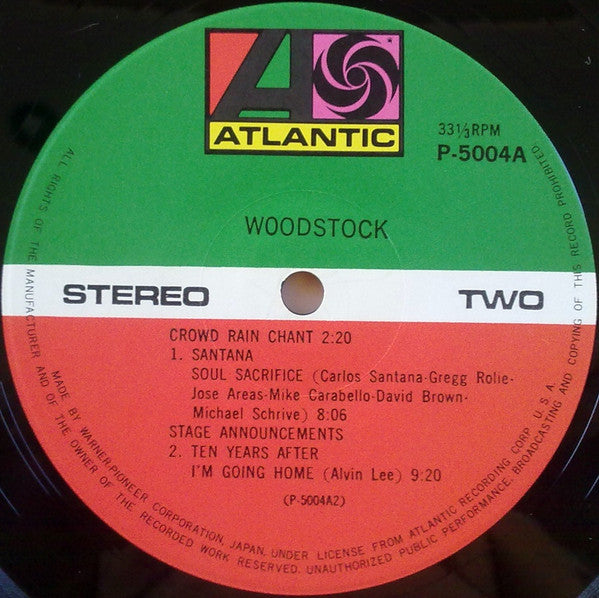 ATLANTIC
33⅓RPM
P-5004A
WOODSTOCK
STEREO
TWO
CROWD RAIN CHANT 2:20
1. SANTANA
SOUL SACRIFICE (Carlos Santana-Gregg Rolie-
Jose Areas-Mike Carabello-David Brown-
Michael Schrive) 8:06
STAGE ANNOUNCEMENTS
2. TEN YEARS AFTER
I'M GOING HOME (Alvin Lee) 9:20
(P-5004A2)
MADE BY WARNER-PIONEER CORPORATION, JAPAN, UNDER LICENSE FROM ATLANTIC RECORDING CORP. U.S.A.
ALL RIGHTS OF THE MANUFACTURER AND OF THE OWNER OF THE RECORDED WORK RESERVED. UNAUTHORIZED PUBLIC PERFORMANCE, BROADCASTING AND COPYING OF THIS RECORD PROHIBITED.